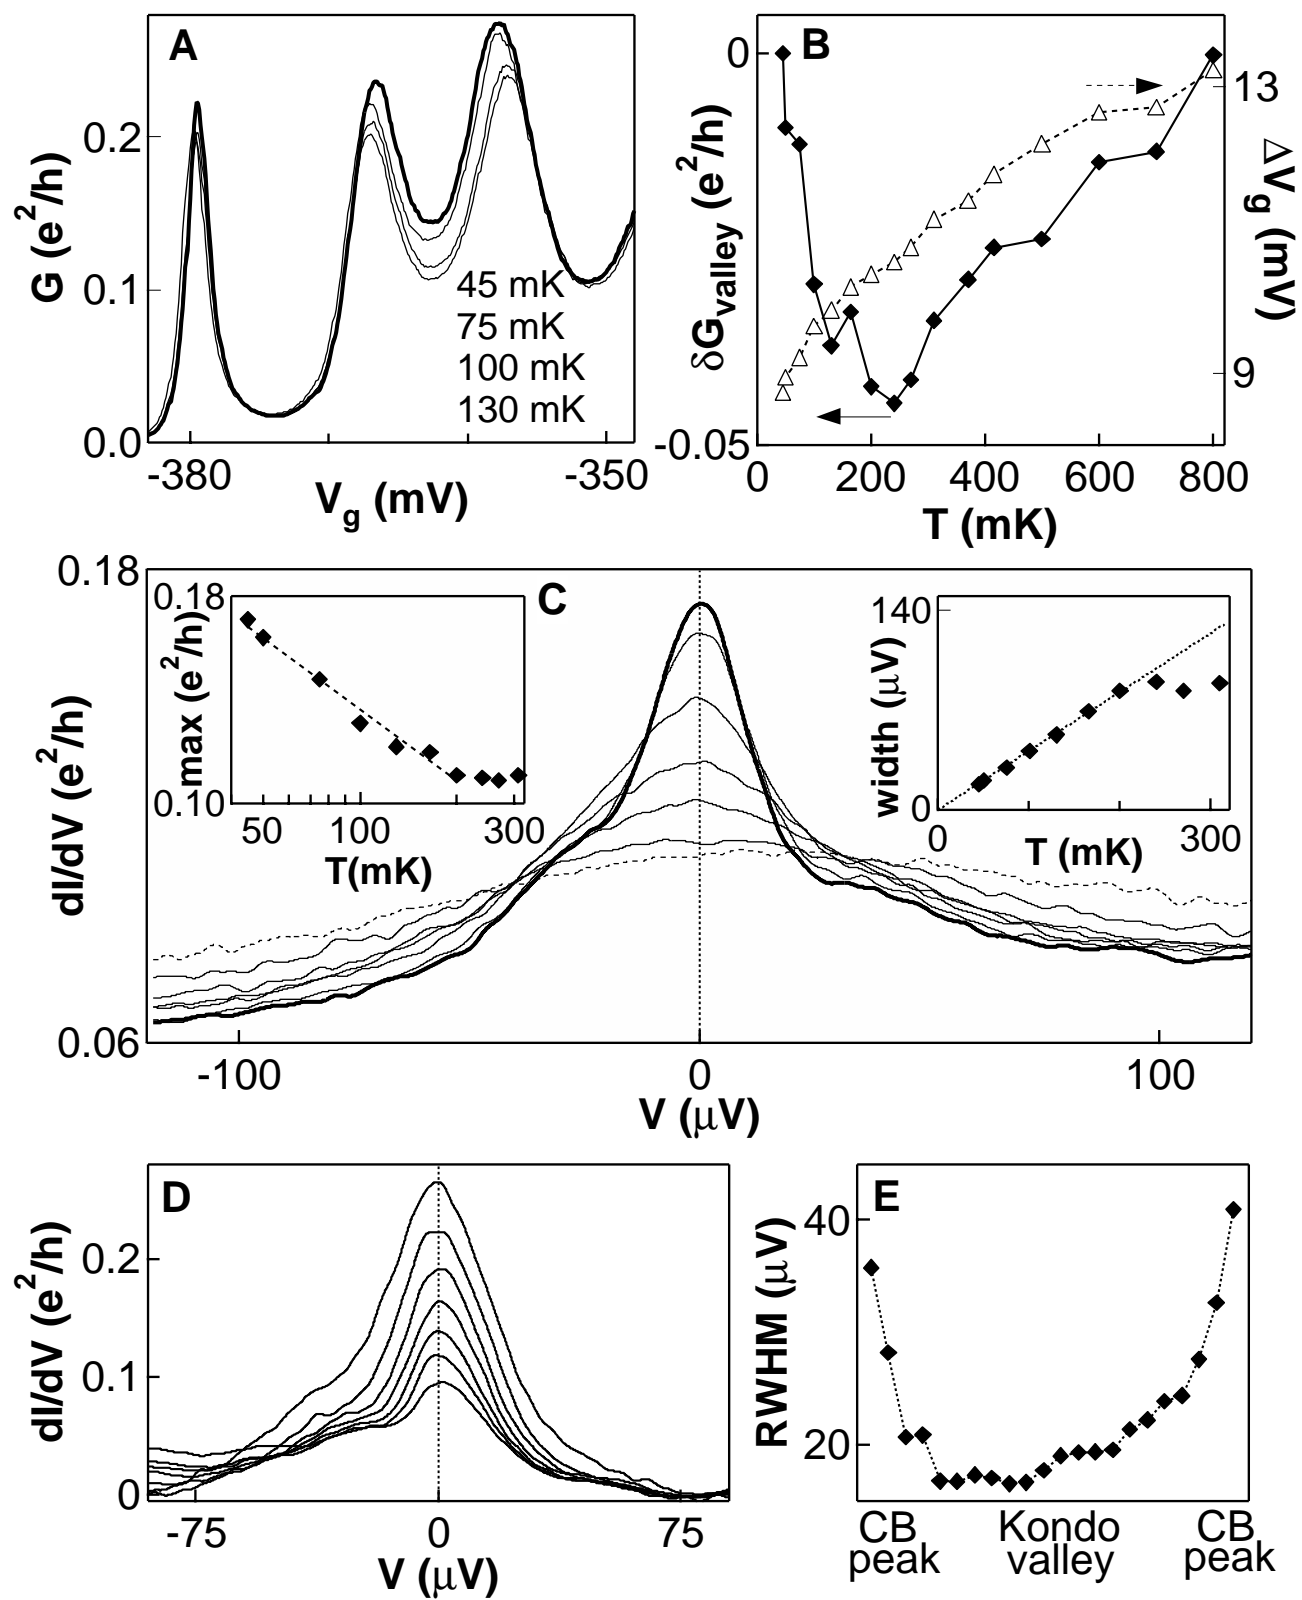 A
G (e²/h)
0.2
0.1
0.0
45 mK
75 mK
100 mK
130 mK
-380
-350
Vg (mV)
B
δGvalley (e²/h)
0
-0.05
13
9
ΔVg (mV)
0
200
400
600
800
T (mK)
C
dI/dV (e²/h)
0.18
0.06
-100
0
100
V (μV)
max (e²/h)
0.18
0.10
50
100
300
T(mK)
width (μV)
140
0
0
300
T (mK)
D
dI/dV (e²/h)
0.2
0.1
0
-75
0
75
V (μV)
E
RWHM (μV)
40
20
CB
peak
Kondo
valley
CB
peak